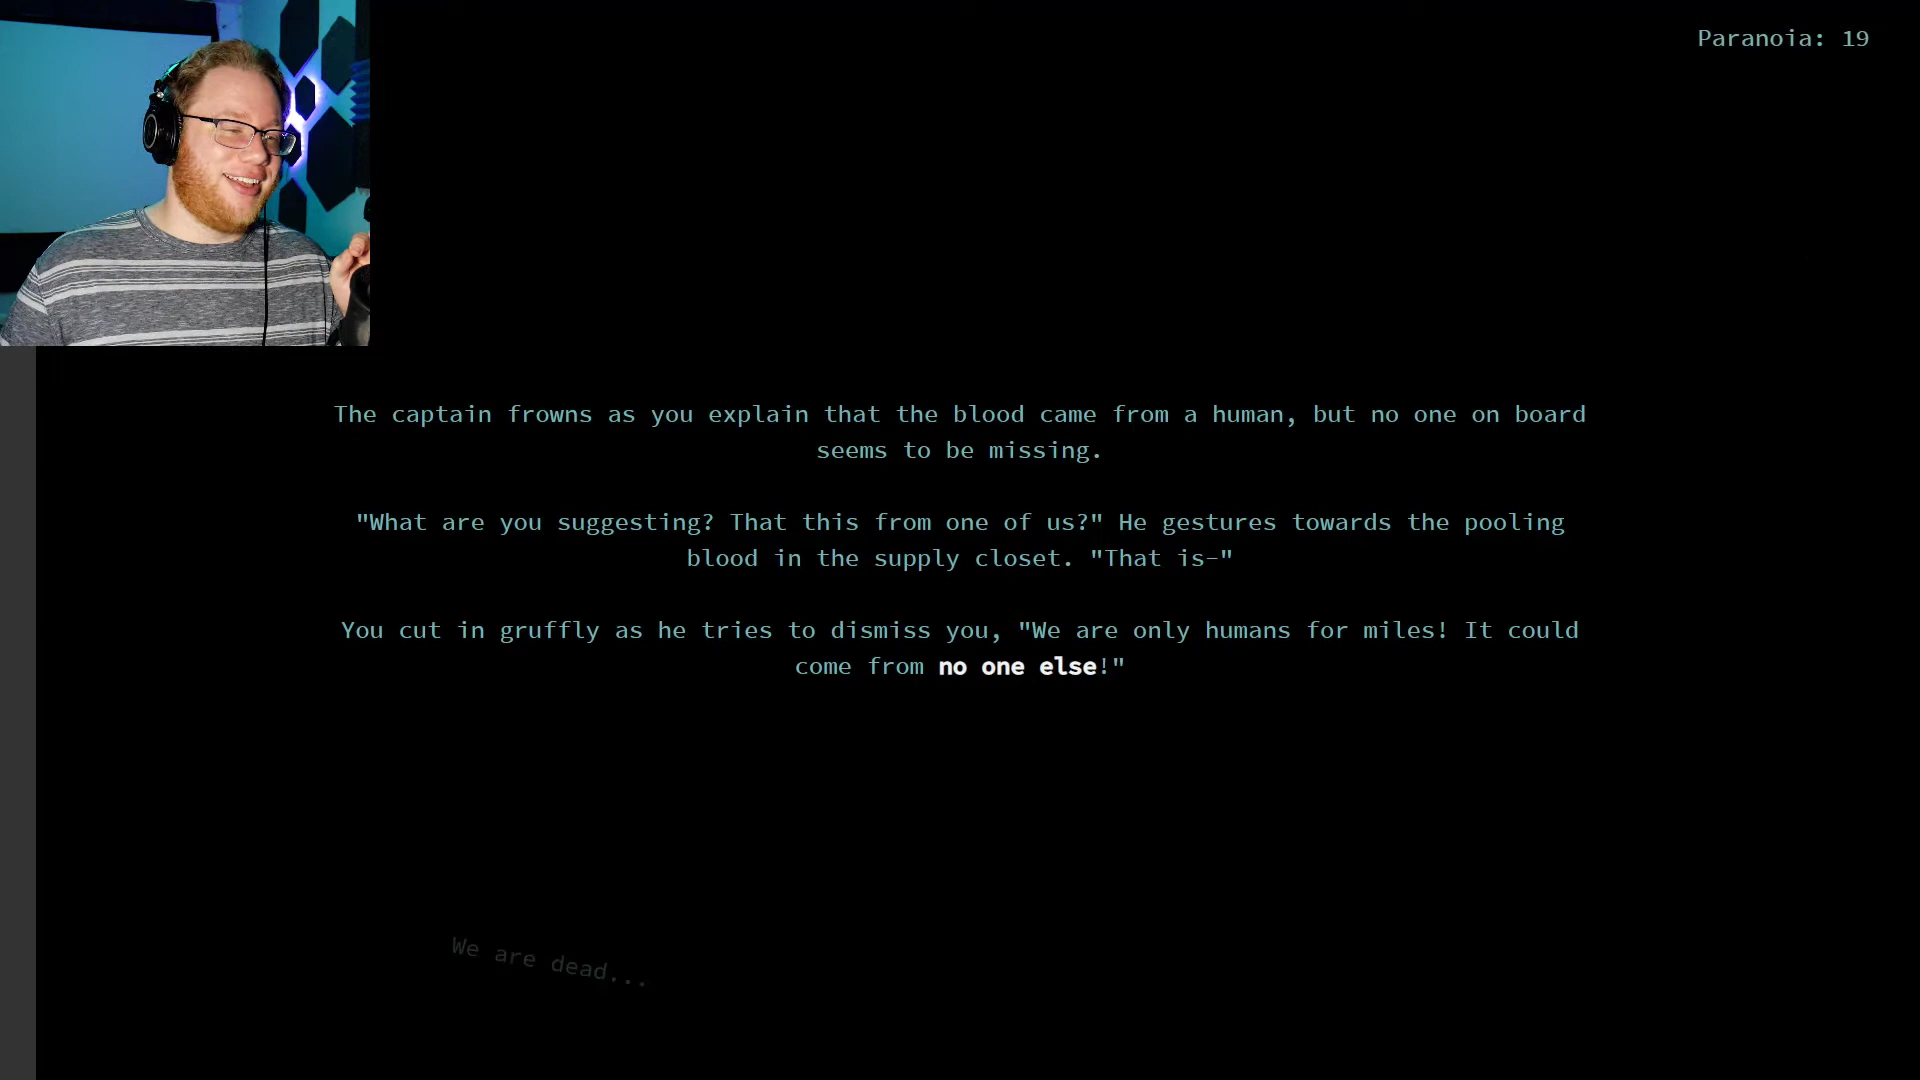 Paranoia: 19
The captain frowns as you explain that the blood came from a human, but no one on board
seems to be missing.
"What are you suggesting? That this from one of us?" He gestures towards the pooling
blood in the supply closet. "That is–"
You cut in gruffly as he tries to dismiss you, "We are only humans for miles! It could
come from no one else!"
We are dead...